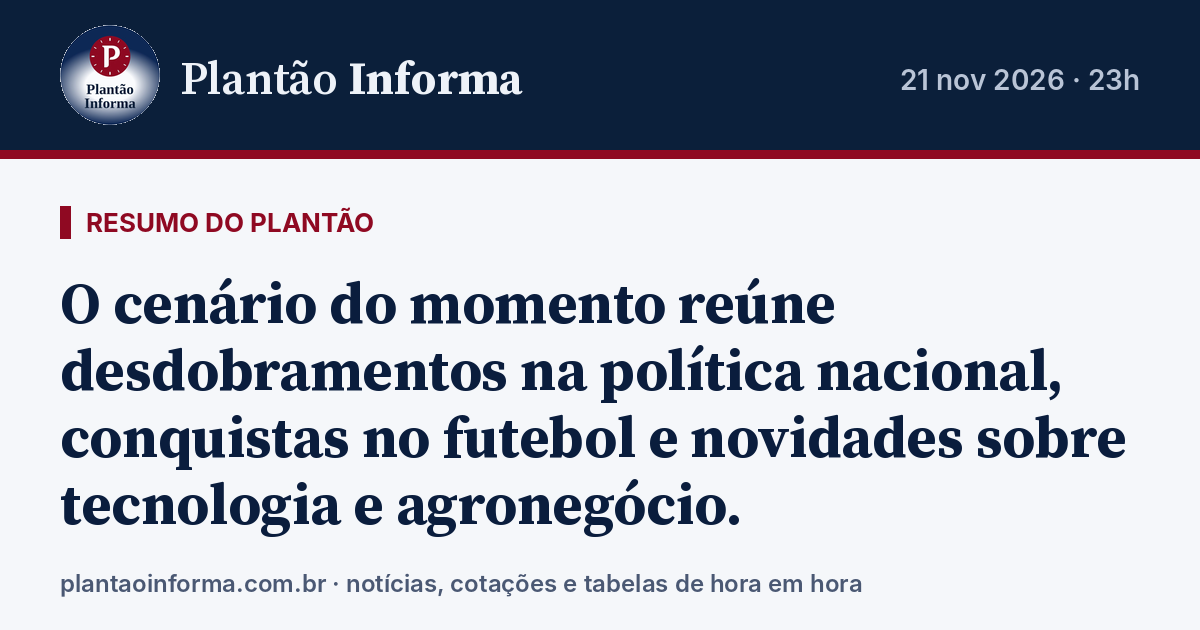 P
Plantão
Informa
Plantão Informa
21 nov 2026 · 23h
RESUMO DO PLANTÃO
O cenário do momento reúne
desdobramentos na política nacional,
conquistas no futebol e novidades sobre
tecnologia e agronegócio.
plantaoinforma.com.br · notícias, cotações e tabelas de hora em hora